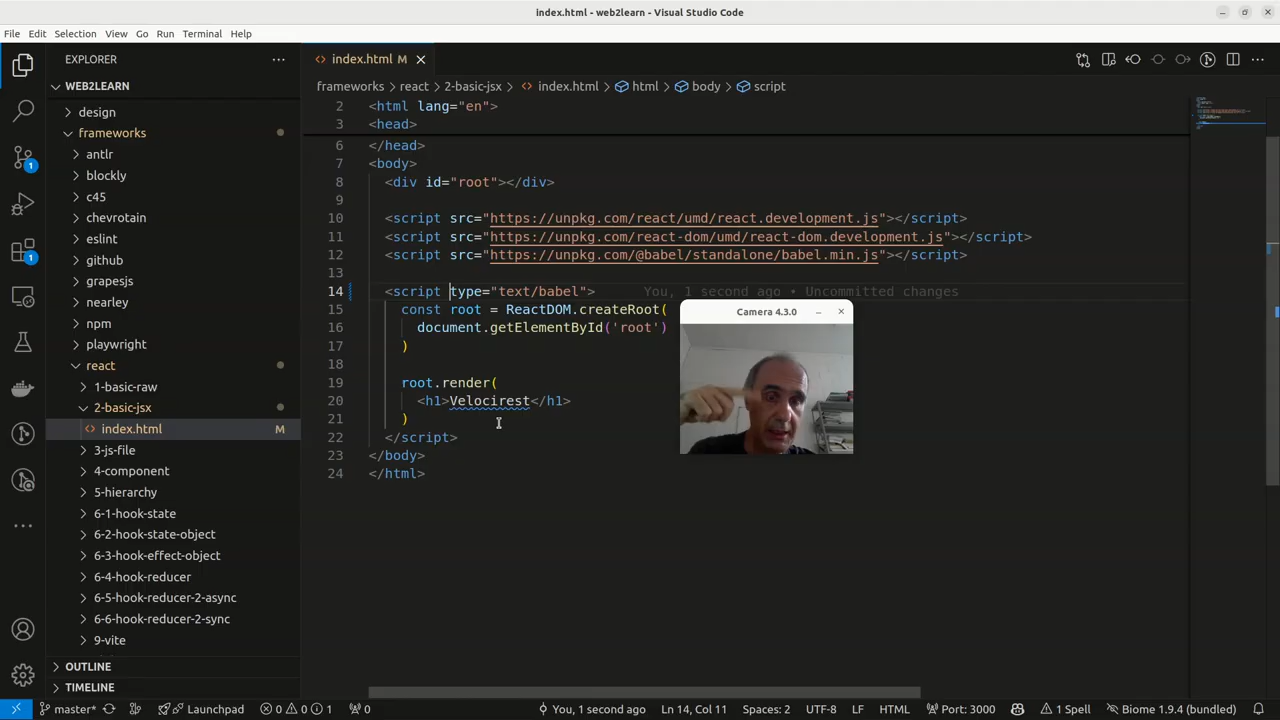 index.html - web2learn - Visual Studio Code
File Edit Selection View Go Run Terminal Help
EXPLORER
index.html M
WEB2LEARN
frameworks > react > 2-basic-jsx > index.html > html > body > script
design
frameworks
antlr
blockly
c45
chevrotain
eslint
github
grapesjs
nearley
npm
playwright
react
1-basic-raw
2-basic-jsx
index.html M
3-js-file
4-component
5-hierarchy
6-1-hook-state
6-2-hook-state-object
6-3-hook-effect-object
6-4-hook-reducer
6-5-hook-reducer-2-async
6-6-hook-reducer-2-sync
9-vite
OUTLINE
TIMELINE
2 <html lang="en">
3 <head>
6 </head>
7 <body>
8 <div id="root"></div>
9
10 <script src="https://unpkg.com/react/umd/react.development.js"></script>
11 <script src="https://unpkg.com/react-dom/umd/react-dom.development.js"></script>
12 <script src="https://unpkg.com/@babel/standalone/babel.min.js"></script>
13
14 <script type="text/babel"> You, 1 second ago • Uncommitted changes
15 const root = ReactDOM.createRoot(
16 document.getElementById('root')
17 )
18
19 root.render(
20 <h1>Velocirest</h1>
21 )
22 </script>
23 </body>
24 </html>
Camera 4.3.0
1
1
master* Launchpad 0 0 1 0 You, 1 second ago Ln 14, Col 11 Spaces: 2 UTF-8 LF HTML Port: 3000 1 Spell Biome 1.9.4 (bundled)